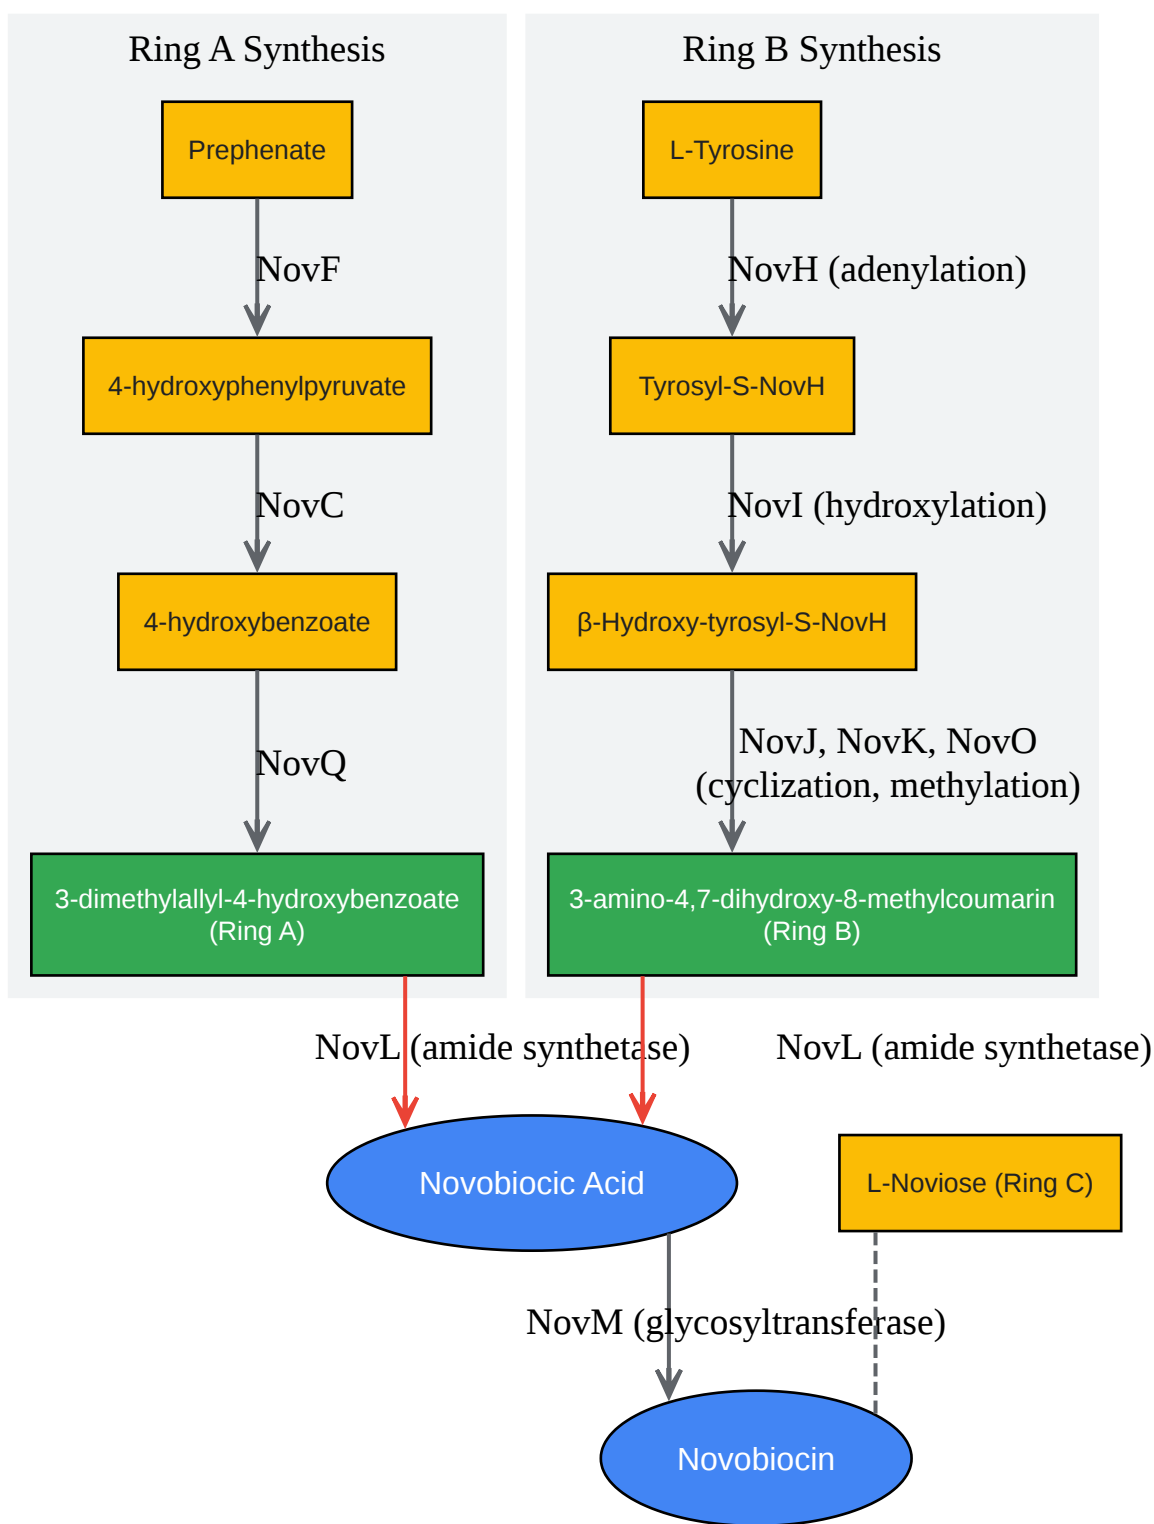 Ring A Synthesis
Prephenate
NovF
4-hydroxyphenylpyruvate
NovC
4-hydroxybenzoate
NovQ
3-dimethylallyl-4-hydroxybenzoate
(Ring A)
Ring B Synthesis
L-Tyrosine
NovH (adenylation)
Tyrosyl-S-NovH
NovI (hydroxylation)
β-Hydroxy-tyrosyl-S-NovH
NovJ, NovK, NovO
(cyclization, methylation)
3-amino-4,7-dihydroxy-8-methylcoumarin
(Ring B)
NovL (amide synthetase)
NovL (amide synthetase)
Novobiocic Acid
L-Noviose (Ring C)
NovM (glycosyltransferase)
Novobiocin